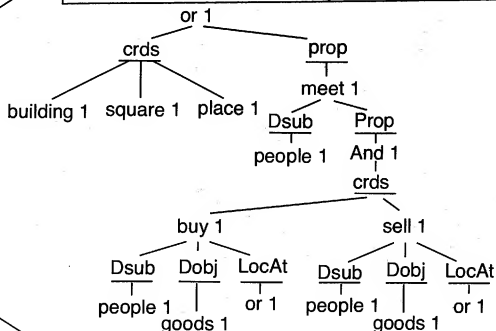 or 1
crds prop
building 1 square 1 place 1 meet 1
Dsub Prop
people 1 And 1
crds
buy 1 sell 1
Dsub Dobj LocAt Dsub Dobj LocAt
people 1 goods 1 or 1 people 1 goods 1 or 1